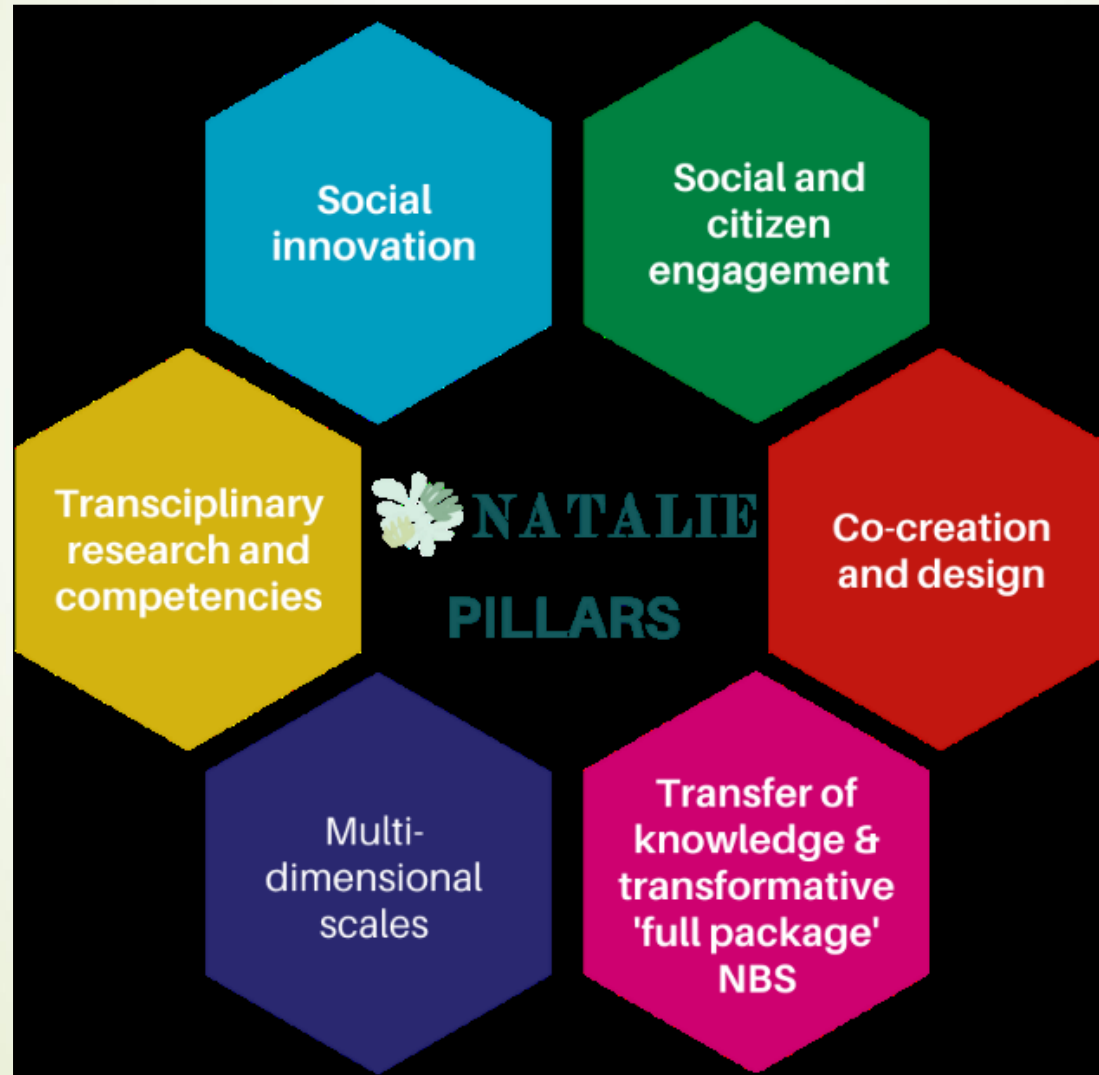 Social
innovation
Social and
citizen
engagement
Transciplinary
research and
competencies
NATALIE
PILLARS
Co-creation
and design
Multi-
dimensional
scales
Transfer of
knowledge &
transformative
'full package'
NBS